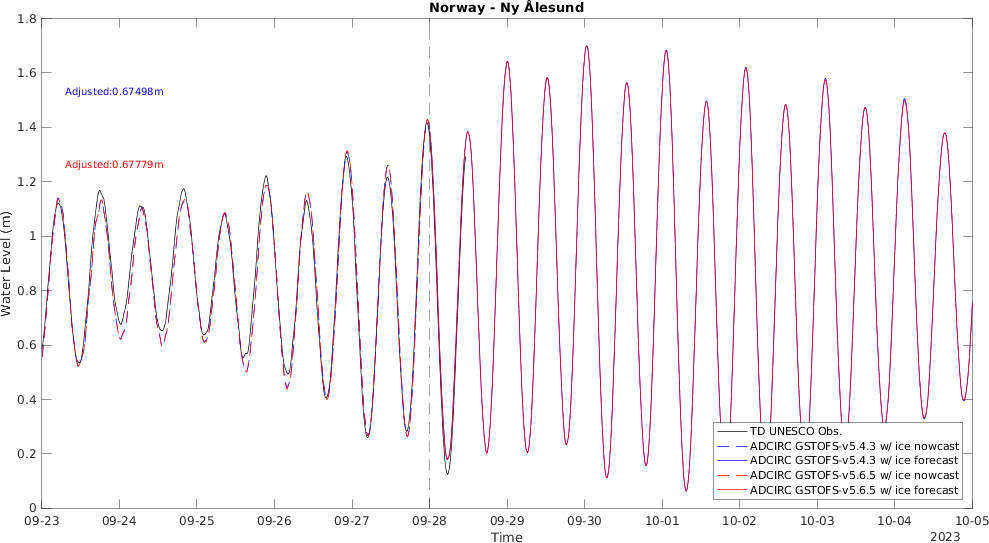 Norway - Ny Ålesund
Water Level (m)
1.8
1.6
1.4
1.2
1
0.8
0.6
0.4
0.2
0
Adjusted:0.67498m
Adjusted:0.67779m
TD UNESCO Obs.
ADCIRC GSTOFS-v5.4.3 w/ ice nowcast
ADCIRC GSTOFS-v5.4.3 w/ ice forecast
ADCIRC GSTOFS-v5.6.5 w/ ice nowcast
ADCIRC GSTOFS-v5.6.5 w/ ice forecast
09-23 09-24 09-25 09-26 09-27 09-28 09-29 09-30 10-01 10-02 10-03 10-04 10-05
Time
2023